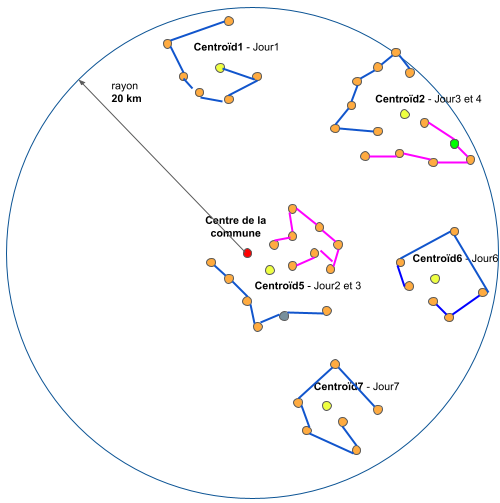 Centroïd1 - Jour1
rayon
20 km
Centroïd2 - Jour3 et 4
Centre de la
commune
Centroïd6 - Jour6
Centroïd5 - Jour2 et 3
Centroïd7 - Jour7